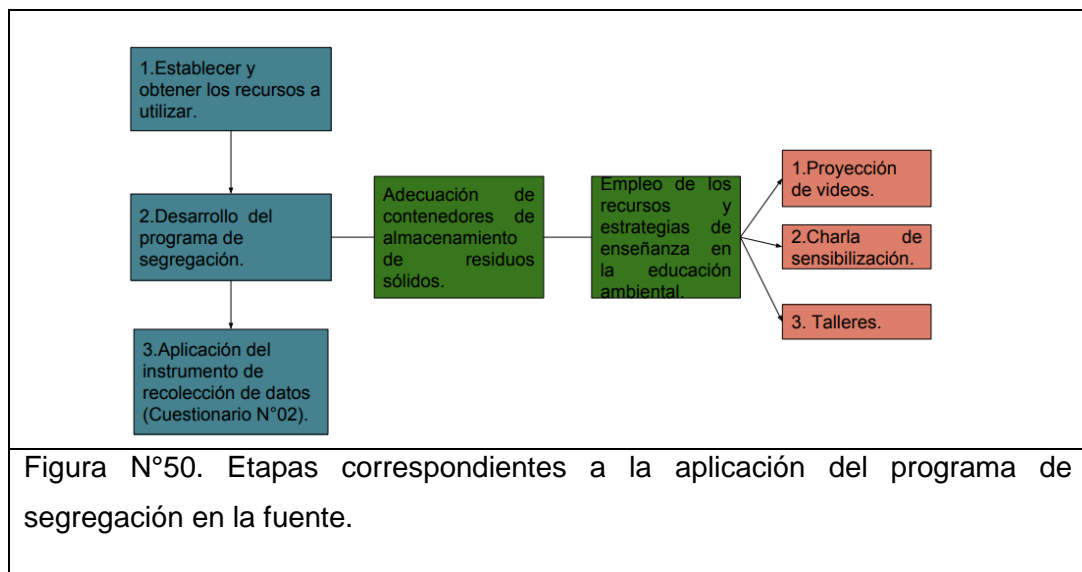 1.Establecer y
obtener los recursos a
utilizar.
2.Desarrollo del
programa de
segregación.
3.Aplicación del
instrumento de
recolección de datos
(Cuestionario N°02).
Adecuación de
contenedores de
almacenamiento
de residuos
sólidos.
Empleo de los
recursos y
estrategias de
enseñanza en
la educación
ambiental.
1.Proyección
de videos.
2.Charla de
sensibilización.
3. Talleres.
Figura N°50. Etapas correspondientes a la aplicación del programa de
segregación en la fuente.